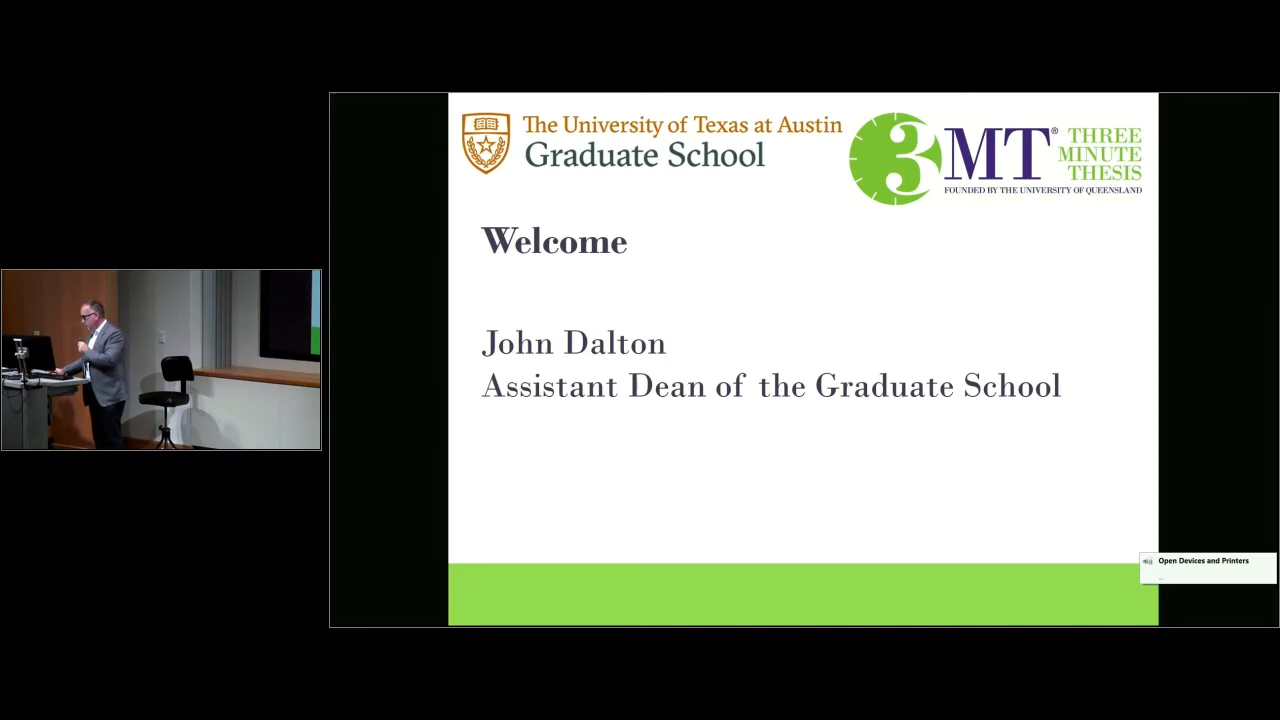 The University of Texas at Austin
Graduate School
3MT® THREE
MINUTE
THESIS
FOUNDED BY THE UNIVERSITY OF QUEENSLAND
Welcome
John Dalton
Assistant Dean of the Graduate School
Open Devices and Printers